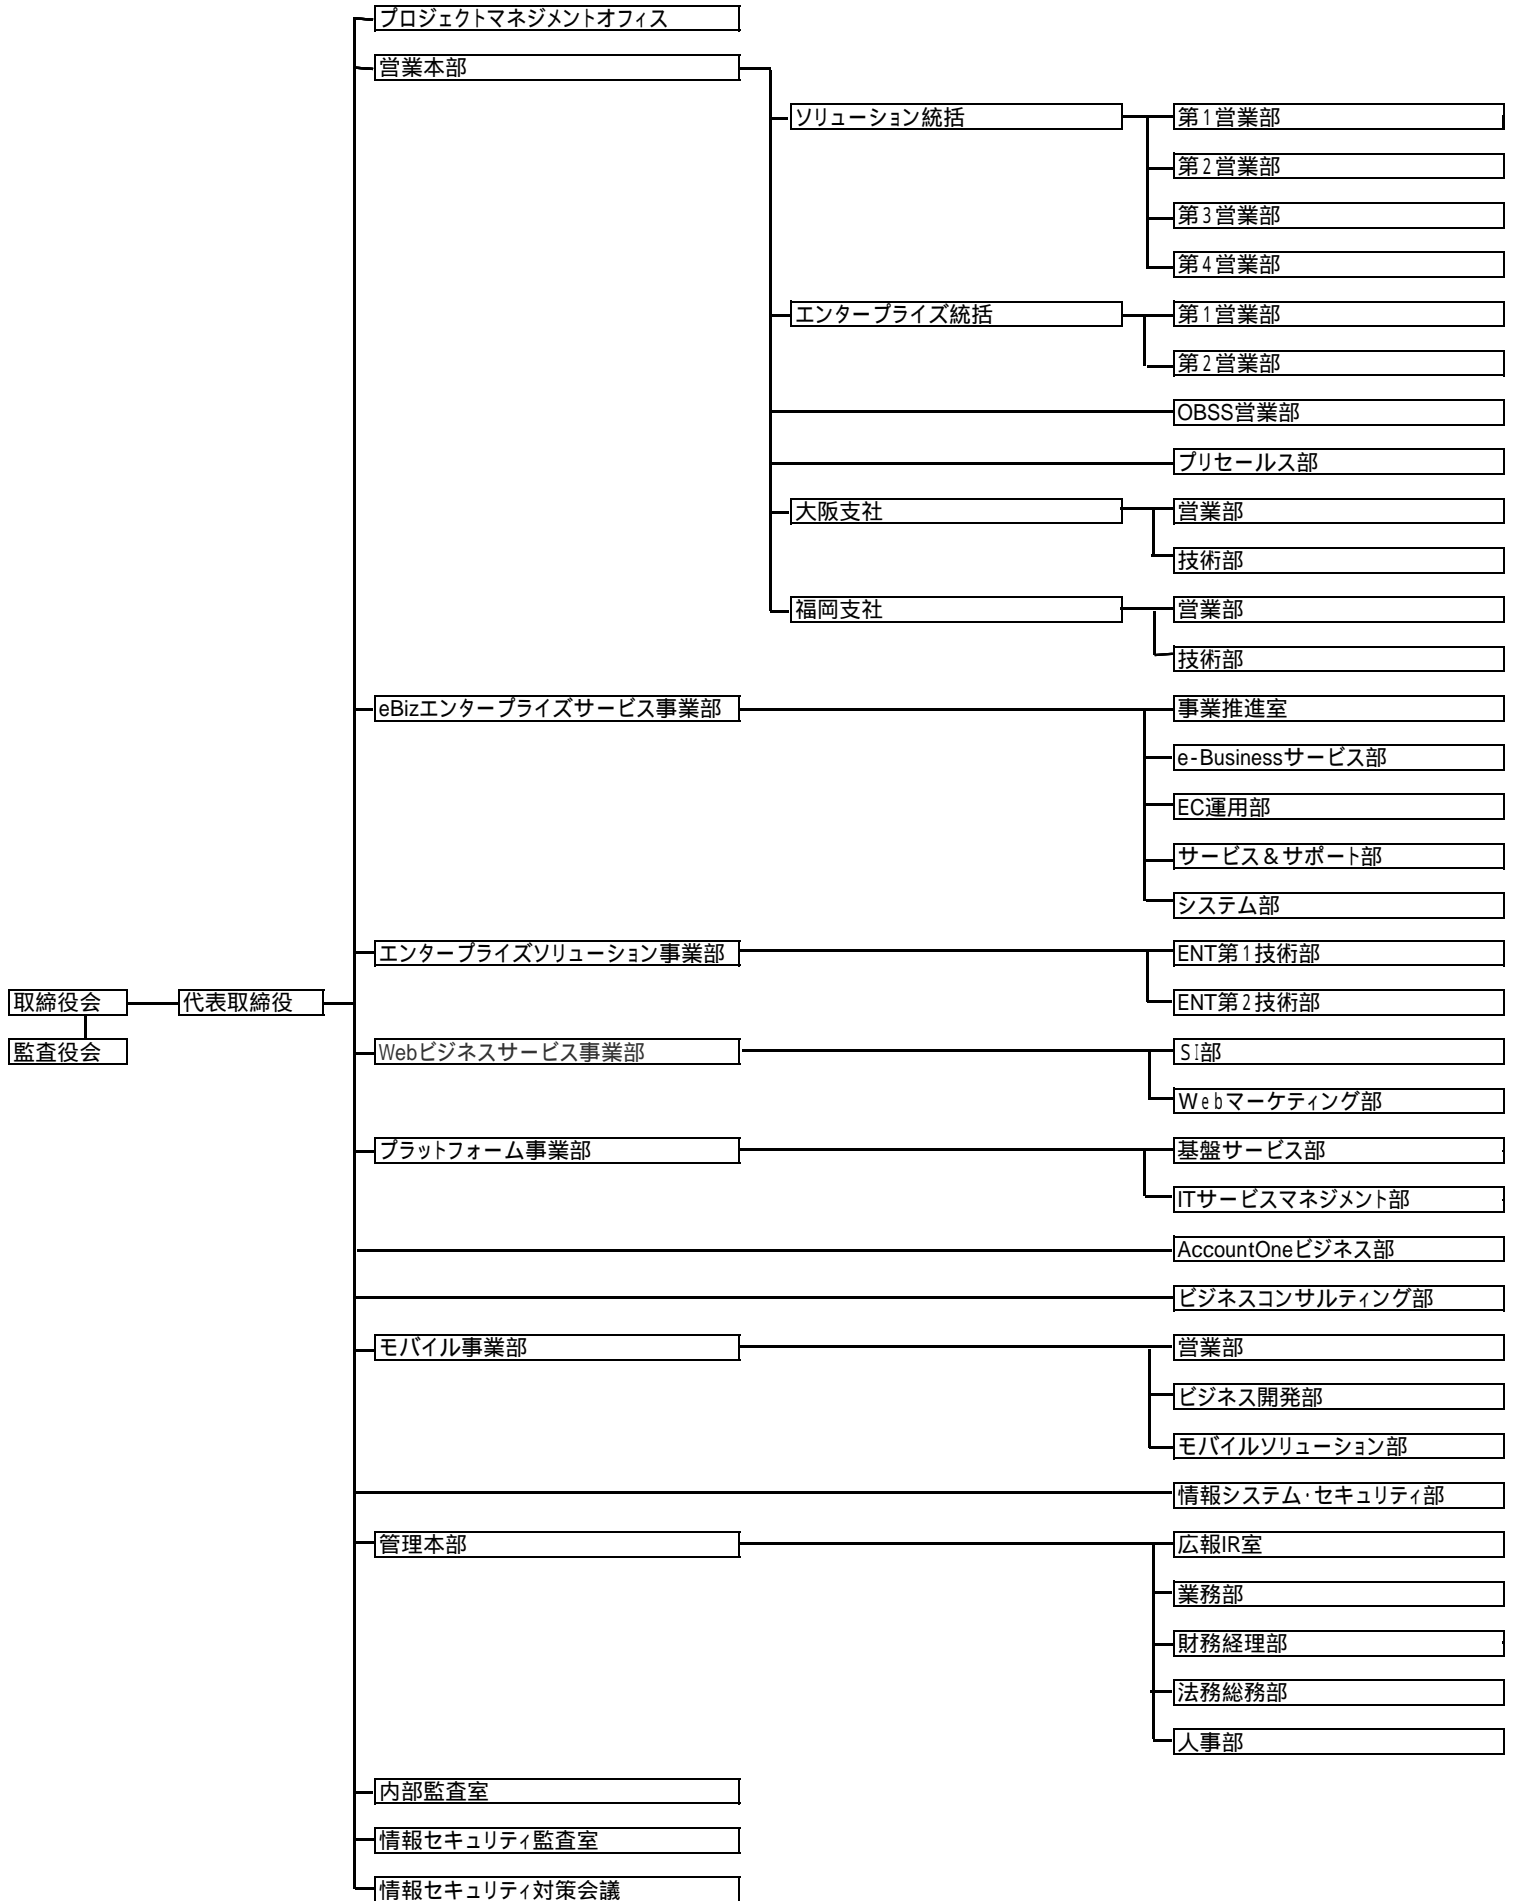 プロジェクトマネジメントオフィス
営業本部
ソリューション統括
第1営業部
第2営業部
第3営業部
第4営業部
エンタープライズ統括
第1営業部
第2営業部
OBSS営業部
プリセールス部
大阪支社
営業部
技術部
福岡支社
営業部
技術部
eBizエンタープライズサービス事業部
事業推進室
e-Businessサービス部
EC運用部
サービス＆サポート部
システム部
エンタープライズソリューション事業部
ENT第1技術部
ENT第2技術部
取締役会
代表取締役
監査役会
Webビジネスサービス事業部
SI部
Webマーケティング部
プラットフォーム事業部
基盤サービス部
ITサービスマネジメント部
AccountOneビジネス部
ビジネスコンサルティング部
モバイル事業部
営業部
ビジネス開発部
モバイルソリューション部
情報システム・セキュリティ部
管理本部
広報IR室
業務部
財務経理部
法務総務部
人事部
内部監査室
情報セキュリティ監査室
情報セキュリティ対策会議